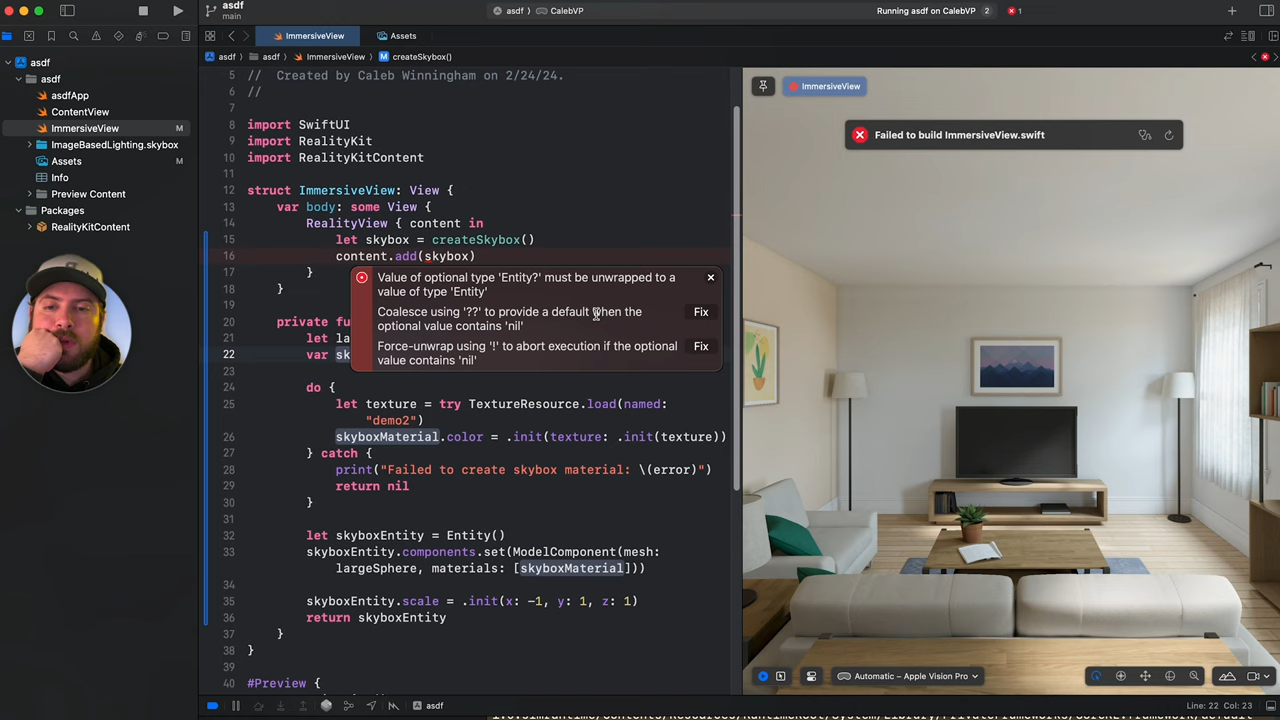 asdf
main
asdf
CalebVP
Running asdf on CalebVP
2
1
ImmersiveView
Assets
asdf
asdf
ImmersiveView
M
createSkybox()
asdf
asdf
asdfApp
ContentView
ImmersiveView
M
ImageBasedLighting.skybox
Assets
M
Info
Preview Content
Packages
RealityKitContent
5 // Created by Caleb Winningham on 2/24/24.
6 //
7
8 import SwiftUI
9 import RealityKit
10 import RealityKitContent
11
12 struct ImmersiveView: View {
13 var body: some View {
14 RealityView { content in
15 let skybox = createSkybox()
16 content.add(skybox)
17 }
18 }
19
20 private fu
21 let la
22 var sk
23
24 do {
25 let texture = try TextureResource.load(named:
"demo2")
26 skyboxMaterial.color = .init(texture: .init(texture))
27 } catch {
28 print("Failed to create skybox material: \(error)")
29 return nil
30 }
31
32 let skyboxEntity = Entity()
33 skyboxEntity.components.set(ModelComponent(mesh:
largeSphere, materials: [skyboxMaterial]))
34
35 skyboxEntity.scale = .init(x: -1, y: 1, z: 1)
36 return skyboxEntity
37 }
38 }
39
40 #Preview {
Value of optional type 'Entity?' must be unwrapped to a
value of type 'Entity'
Coalesce using '??' to provide a default when the
optional value contains 'nil'
Fix
Force-unwrap using '!' to abort execution if the optional
value contains 'nil'
Fix
ImmersiveView
Failed to build ImmersiveView.swift
Automatic – Apple Vision Pro
asdf
Line: 22 Col: 23